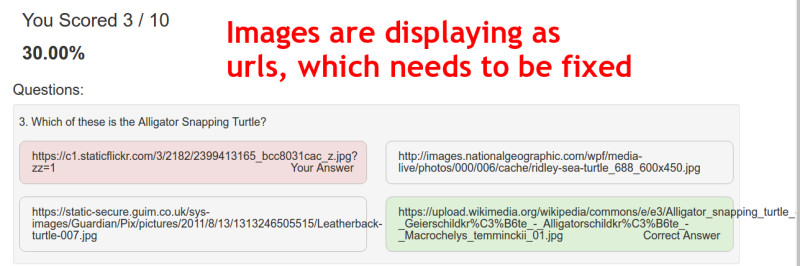 You Scored 3 / 10
30.00%
Images are displaying as
urls, which needs to be fixed
Questions:
3. Which of these is the Alligator Snapping Turtle?
https://c1.staticflickr.com/3/2182/2399413165_bcc8031cac_z.jpg?
zz=1 Your Answer
http://images.nationalgeographic.com/wpf/media-
live/photos/000/006/cache/ridley-sea-turtle_688_600x450.jpg
https://static-secure.guim.co.uk/sys-
images/Guardian/Pix/pictures/2011/8/13/1313246505515/Leatherback-
turtle-007.jpg
https://upload.wikimedia.org/wikipedia/commons/e/e3/Alligator_snapping_turtle_-
_Geierschildkr%C3%B6te_-_Alligatorschildkr%C3%B6te_-
_Macrochelys_temminckii_01.jpg Correct Answer